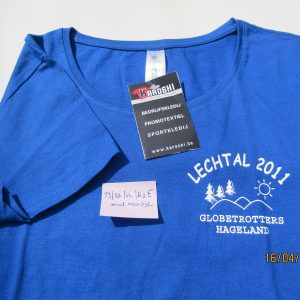 KAROSHI
BEDRIJFSKLEDIJ
PROMOTEXTIEL
SPORTKLEDIJ
www.karoshi.be
LECHTAL 2011
GLOBETROTTERS
HAGELAND
16/04/